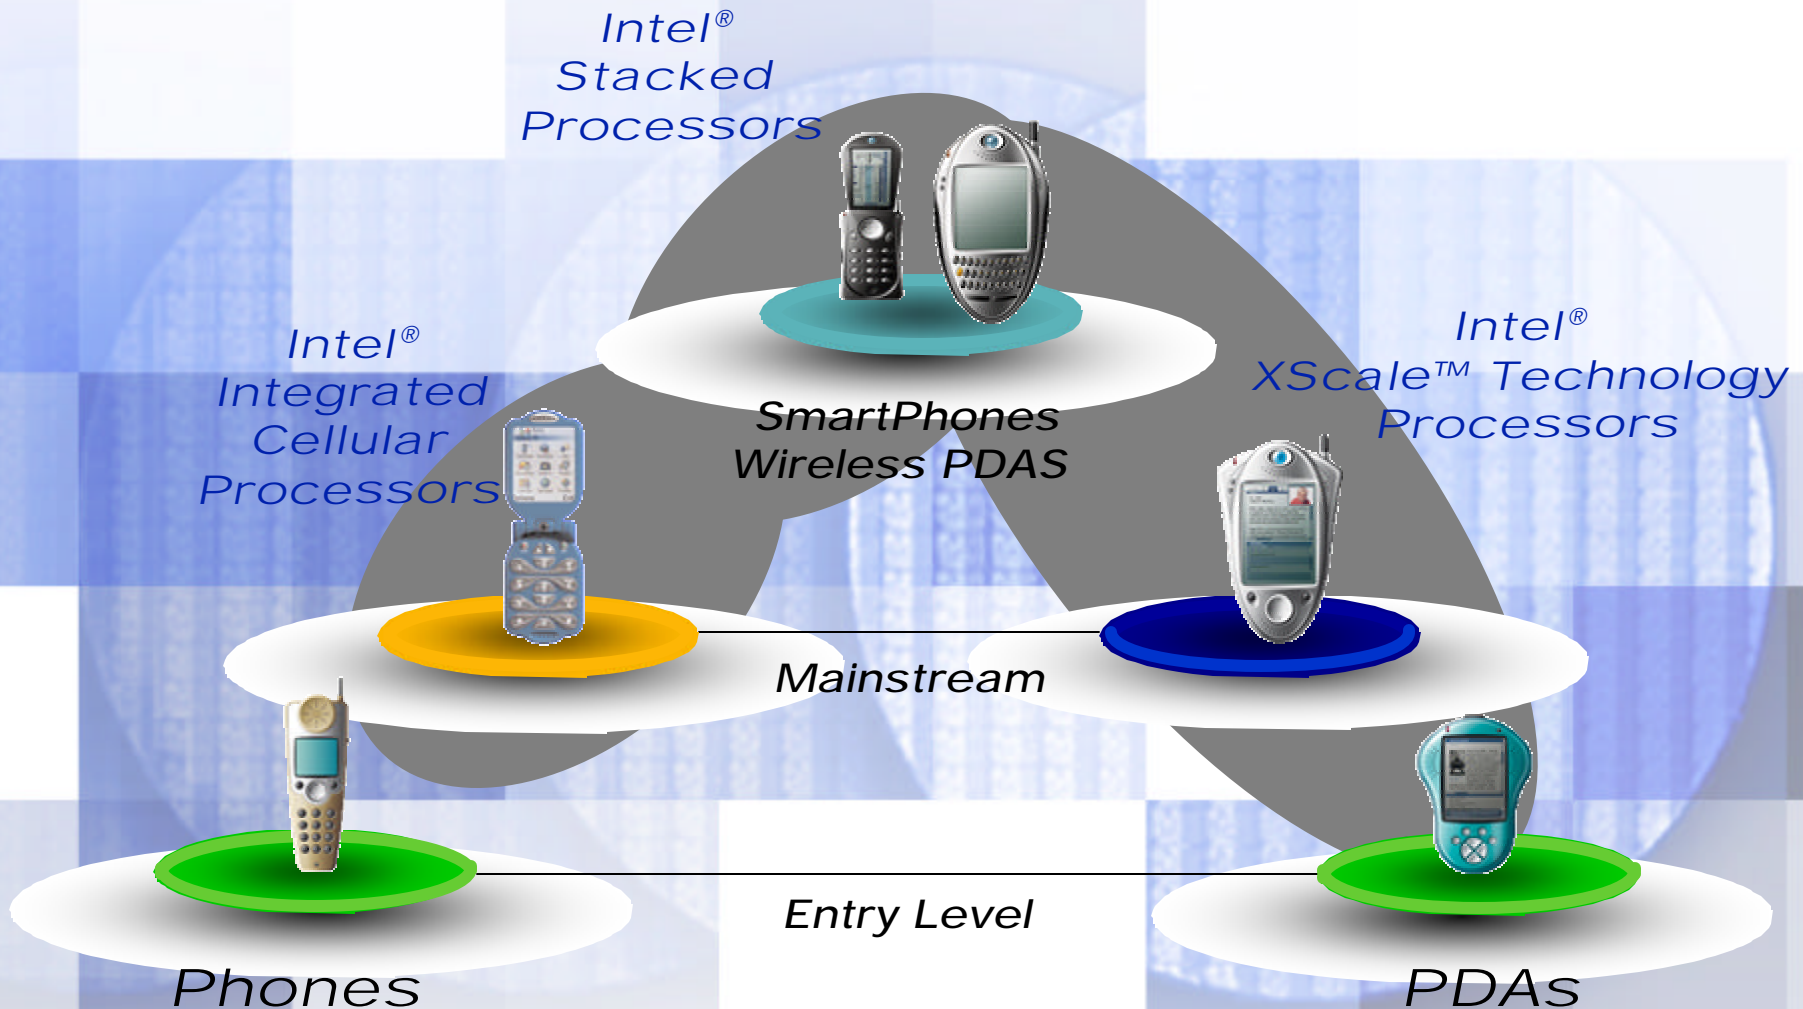 Intel®
Stacked
Processors
Intel®
Integrated
Cellular
Processors
Intel®
XScale™ Technology
Processors
SmartPhones
Wireless PDAS
Mainstream
Entry Level
Phones
PDAs